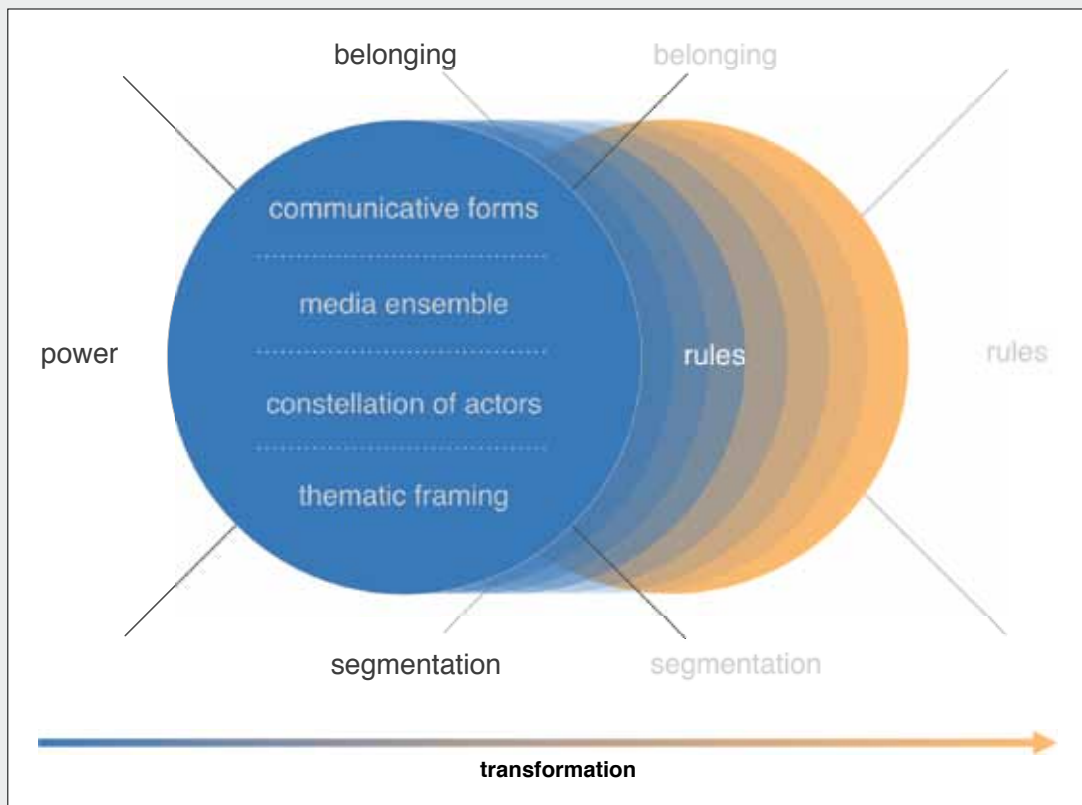 belonging
belonging
communicative forms
media ensemble
power
rules
rules
constellation of actors
thematic framing
segmentation
segmentation
transformation